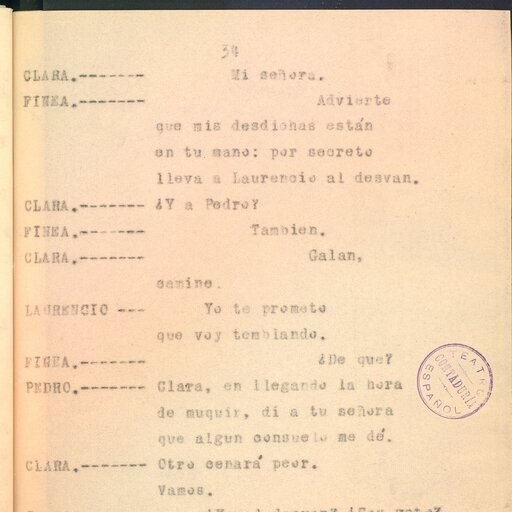 34
CLARA.------- Mi señora.
FINEA.------- Advierte
que mis desdichas están
en tu mano: por secreto
lleva a Laurencio al desvan.
CLARA.------- ¿Y a Pedro?
FINEA.------- Tambien.
CLARA.------- Galan,
camine.
LAURENCIO --- Yo te prometo
que voy temblando.
FINEA.------- ¿De que?
PEDRO.------- Clara, en llegando la hora
de muquir, di a tu señora
que algun consuelo me dé.
CLARA.------- Otro cenará peor.
Vamos.
TEATRO ESPAÑOL
CONTADURÍA